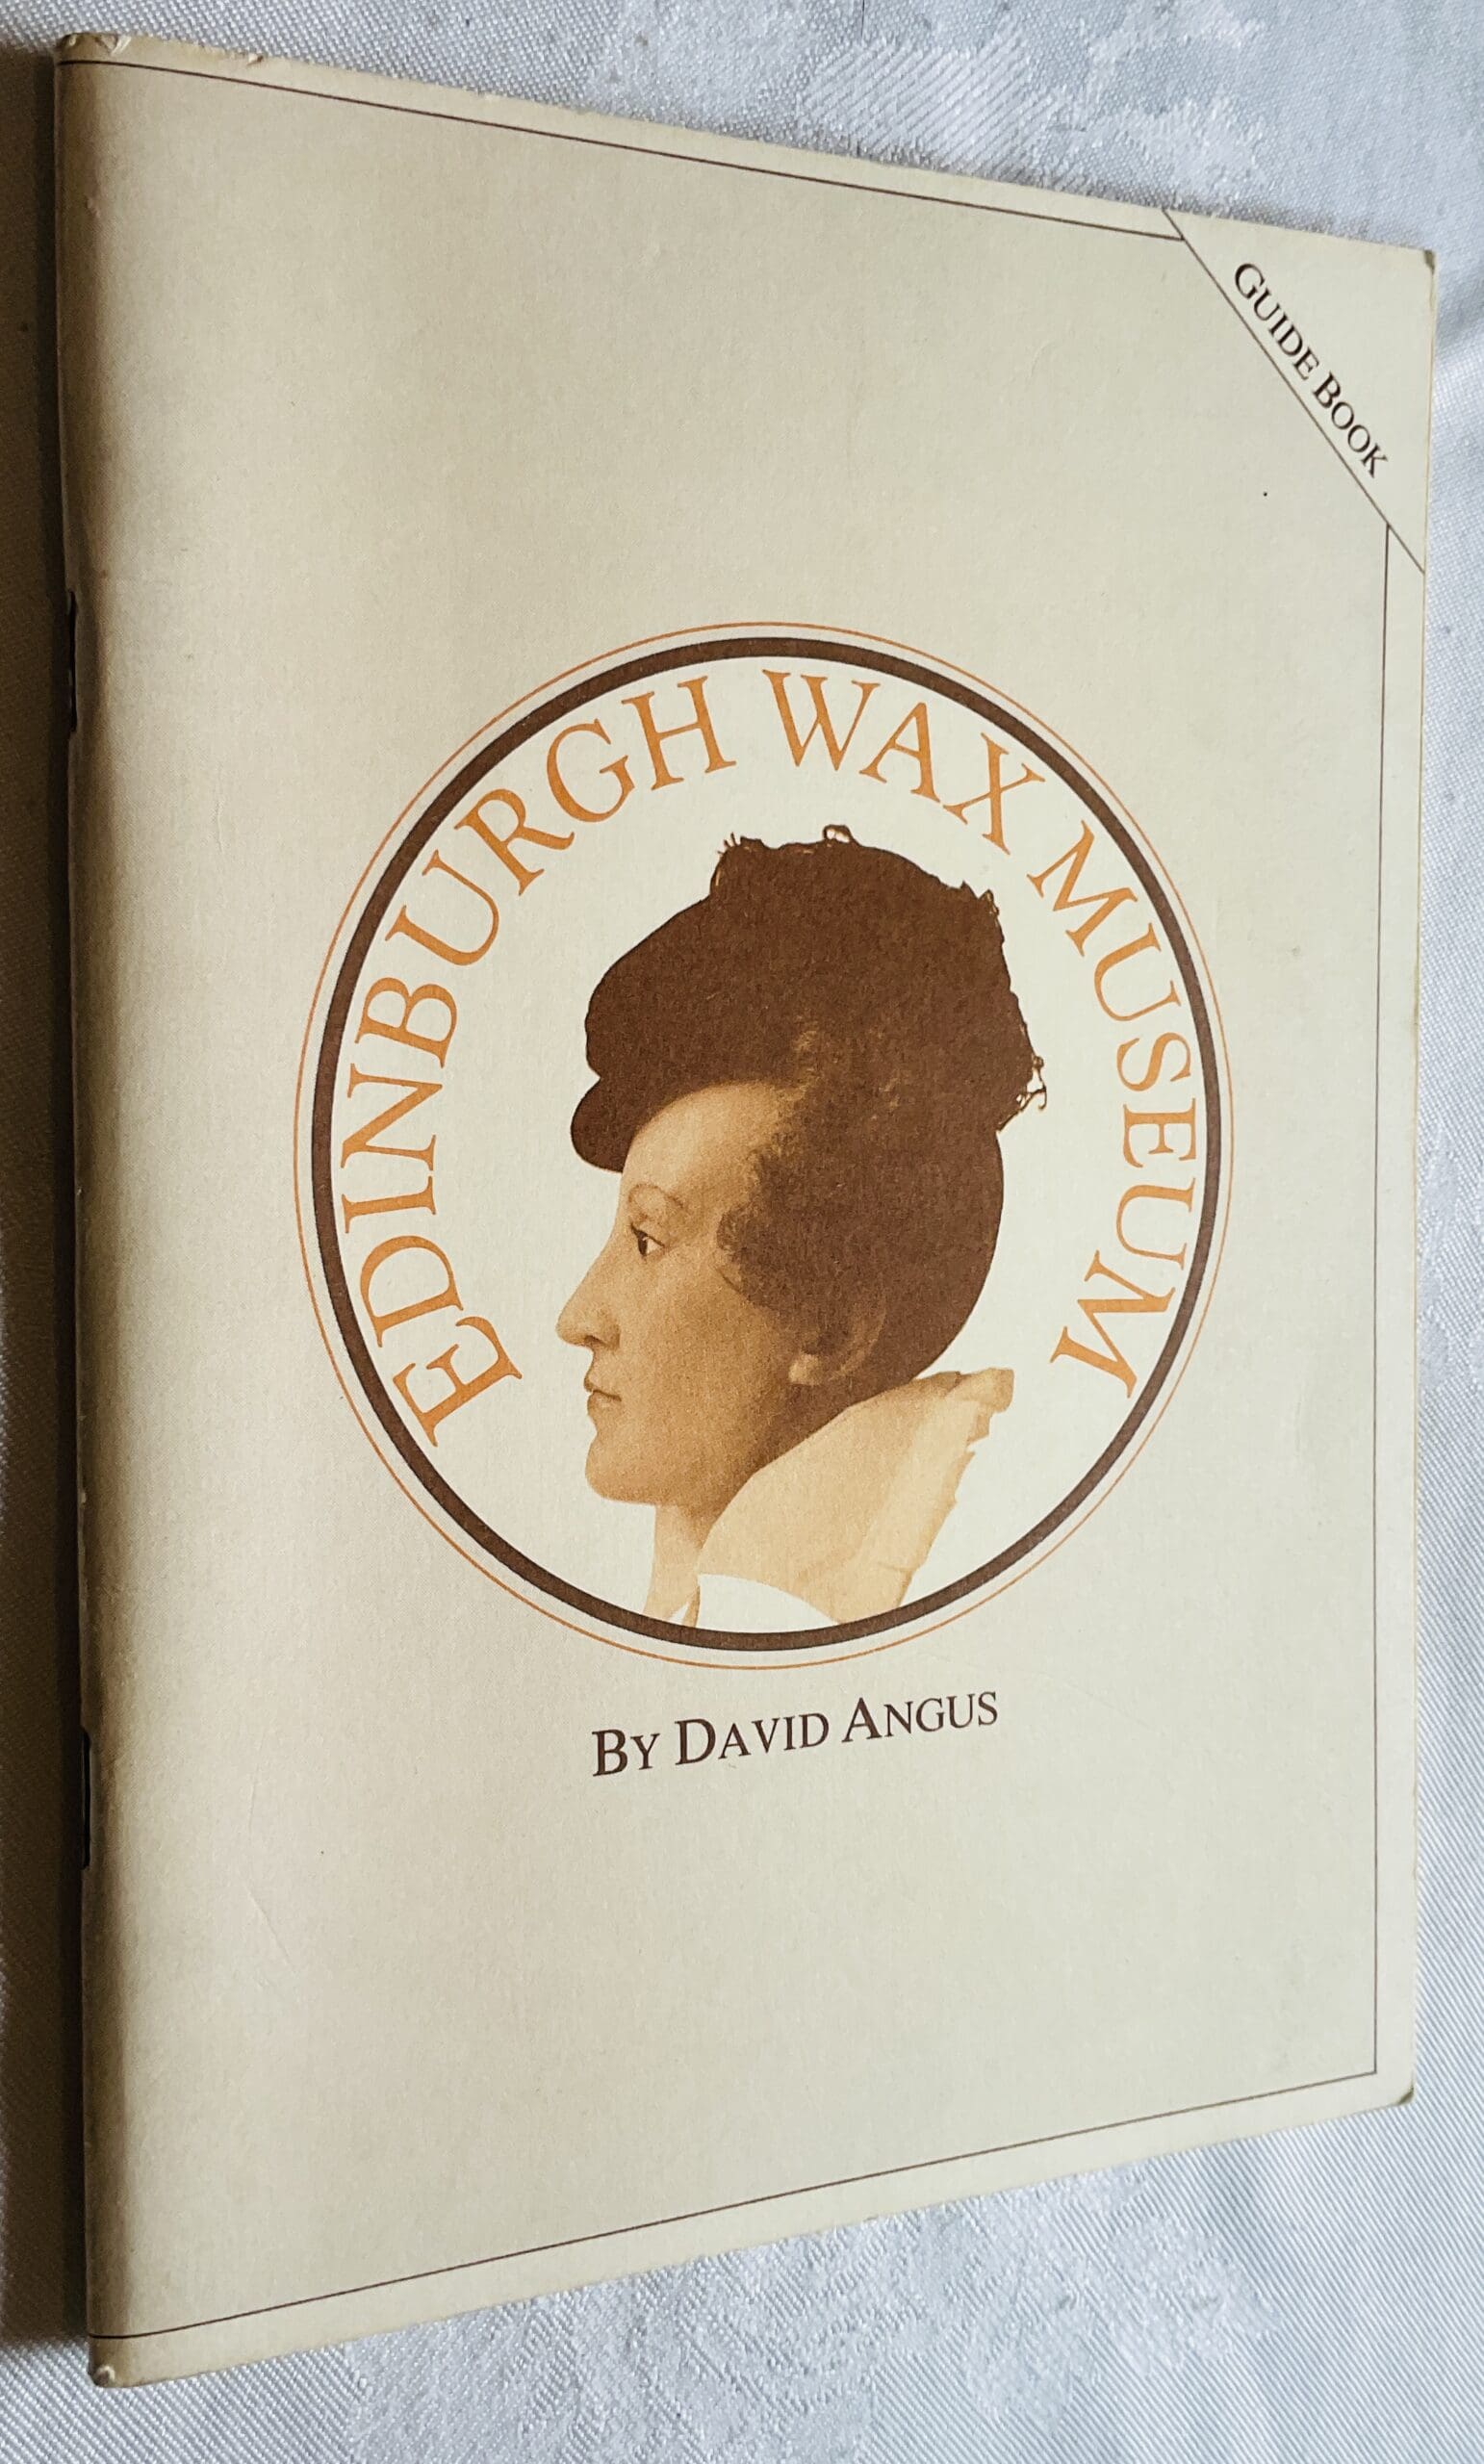 GUIDE BOOK
EDINBURGH WAX MUSEUM
BY DAVID ANGUS